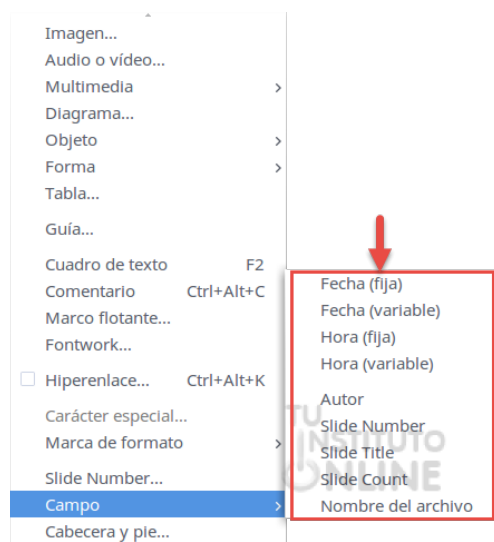 Imagen...
Audio o vídeo...
Multimedia
Diagrama...
Objeto
Forma
Tabla...
Guía...
Cuadro de texto F2
Comentario Ctrl+Alt+C
Marco flotante...
Fontwork...
Hiperenlace... Ctrl+Alt+K
Carácter especial...
Marca de formato
Slide Number...
Campo
Cabecera y pie...
Fecha (fija)
Fecha (variable)
Hora (fija)
Hora (variable)
Autor
Slide Number
Slide Title
Slide Count
Nombre del archivo
TU
INSTITUTO
ONLINE